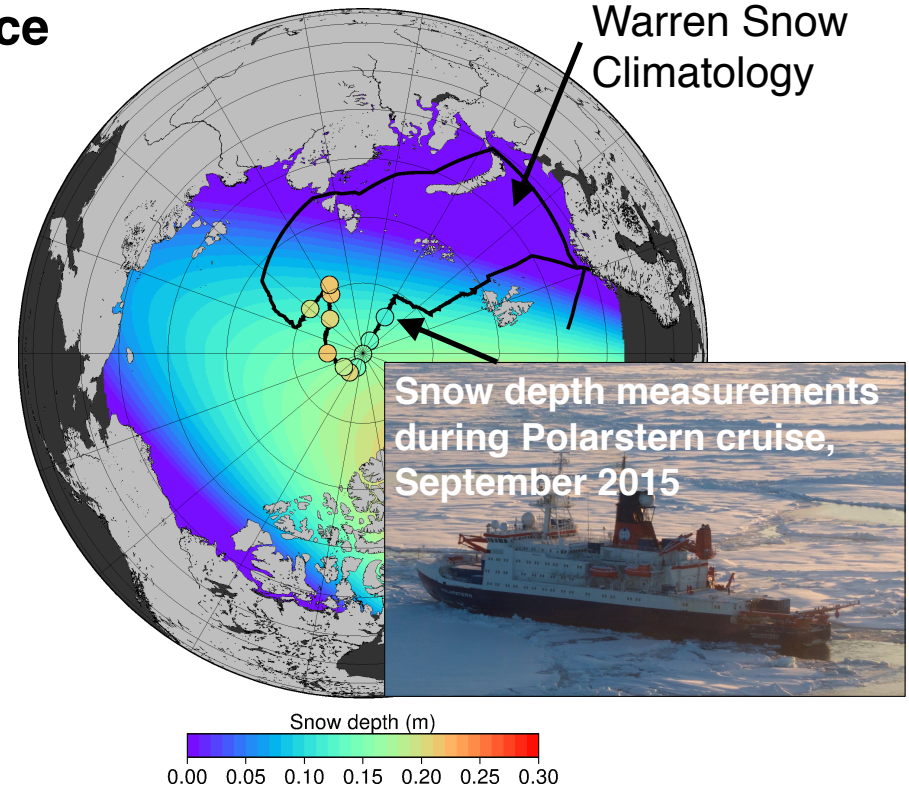 ce
Warren Snow
Climatology
Snow depth measurements
during Polarstern cruise,
September 2015
Snow depth (m)
0.00 0.05 0.10 0.15 0.20 0.25 0.30